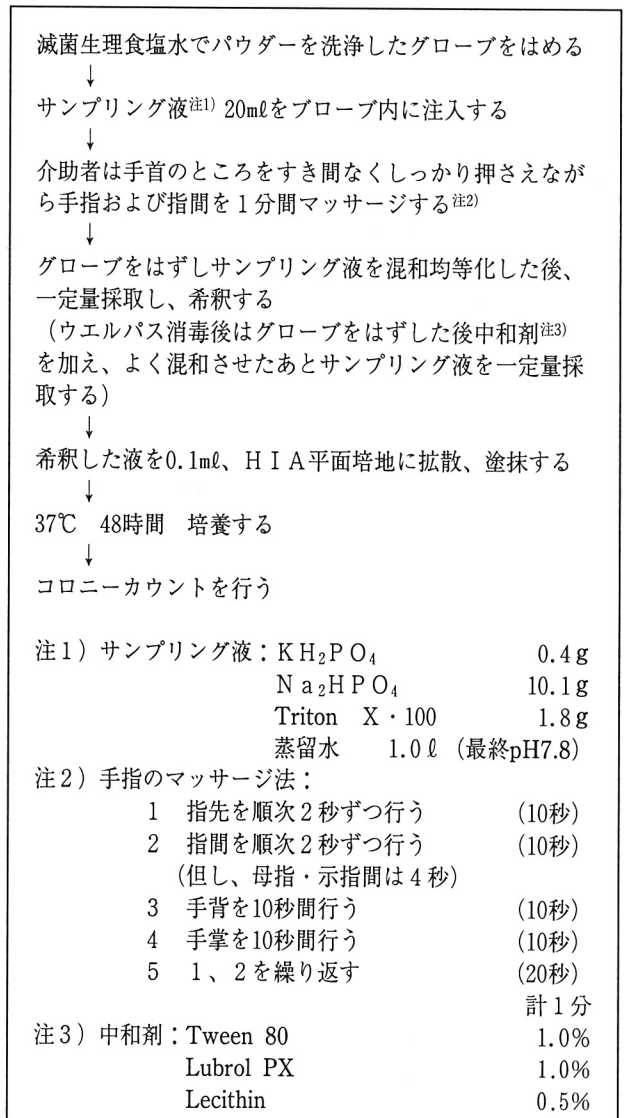 滅菌生理食塩水でパウダーを洗浄したグローブをはめる
↓
サンプリング液注1) 20mℓをブローブ内に注入する
↓
介助者は手首のところをすき間なくしっかり押さえなが
ら手指および指間を1分間マッサージする注2)
↓
グローブをはずしサンプリング液を混和均等化した後、
一定量採取し、希釈する
(ウエルパス消毒後はグローブをはずした後中和剤注3)
を加え、よく混和させたあとサンプリング液を一定量採
取する)
↓
希釈した液を0.1mℓ、HIA平面培地に拡散、塗抹する
↓
37℃ 48時間 培養する
↓
コロニーカウントを行う
注1)サンプリング液:KH₂PO₄ 0.4g
Na₂HPO₄ 10.1g
Triton X・100 1.8g
蒸留水 1.0ℓ (最終pH7.8)
注2)手指のマッサージ法:
1 指先を順次2秒ずつ行う (10秒)
2 指間を順次2秒ずつ行う (10秒)
(但し、母指・示指間は4秒)
3 手背を10秒間行う (10秒)
4 手掌を10秒間行う (10秒)
5 1、2を繰り返す (20秒)
計1分
注3)中和剤:Tween 80 1.0%
Lubrol PX 1.0%
Lecithin 0.5%